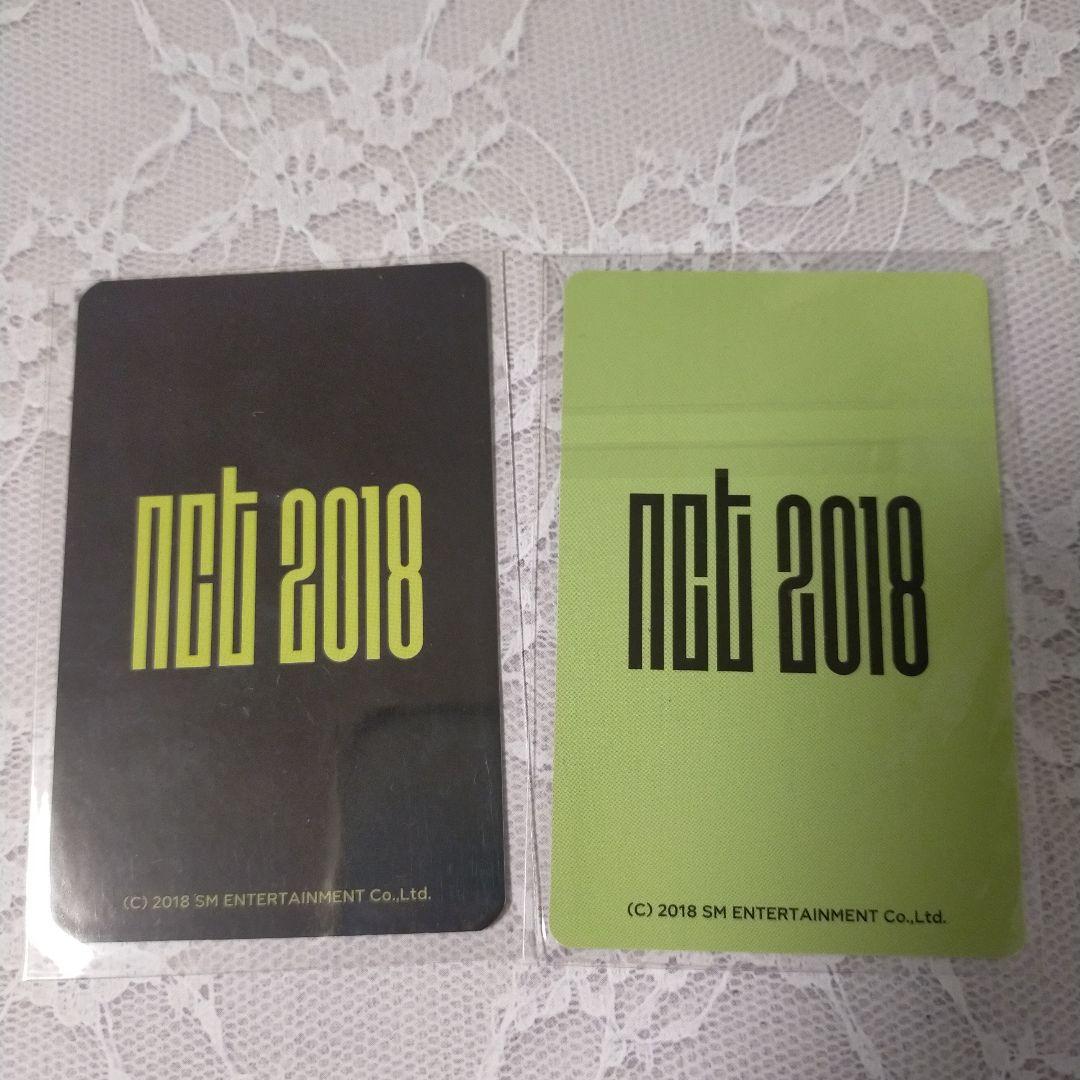 nct 2018
(C) 2018 SM ENTERTAINMENT Co.,Ltd.
nct 2018
(C) 2018 SM ENTERTAINMENT Co.,Ltd.